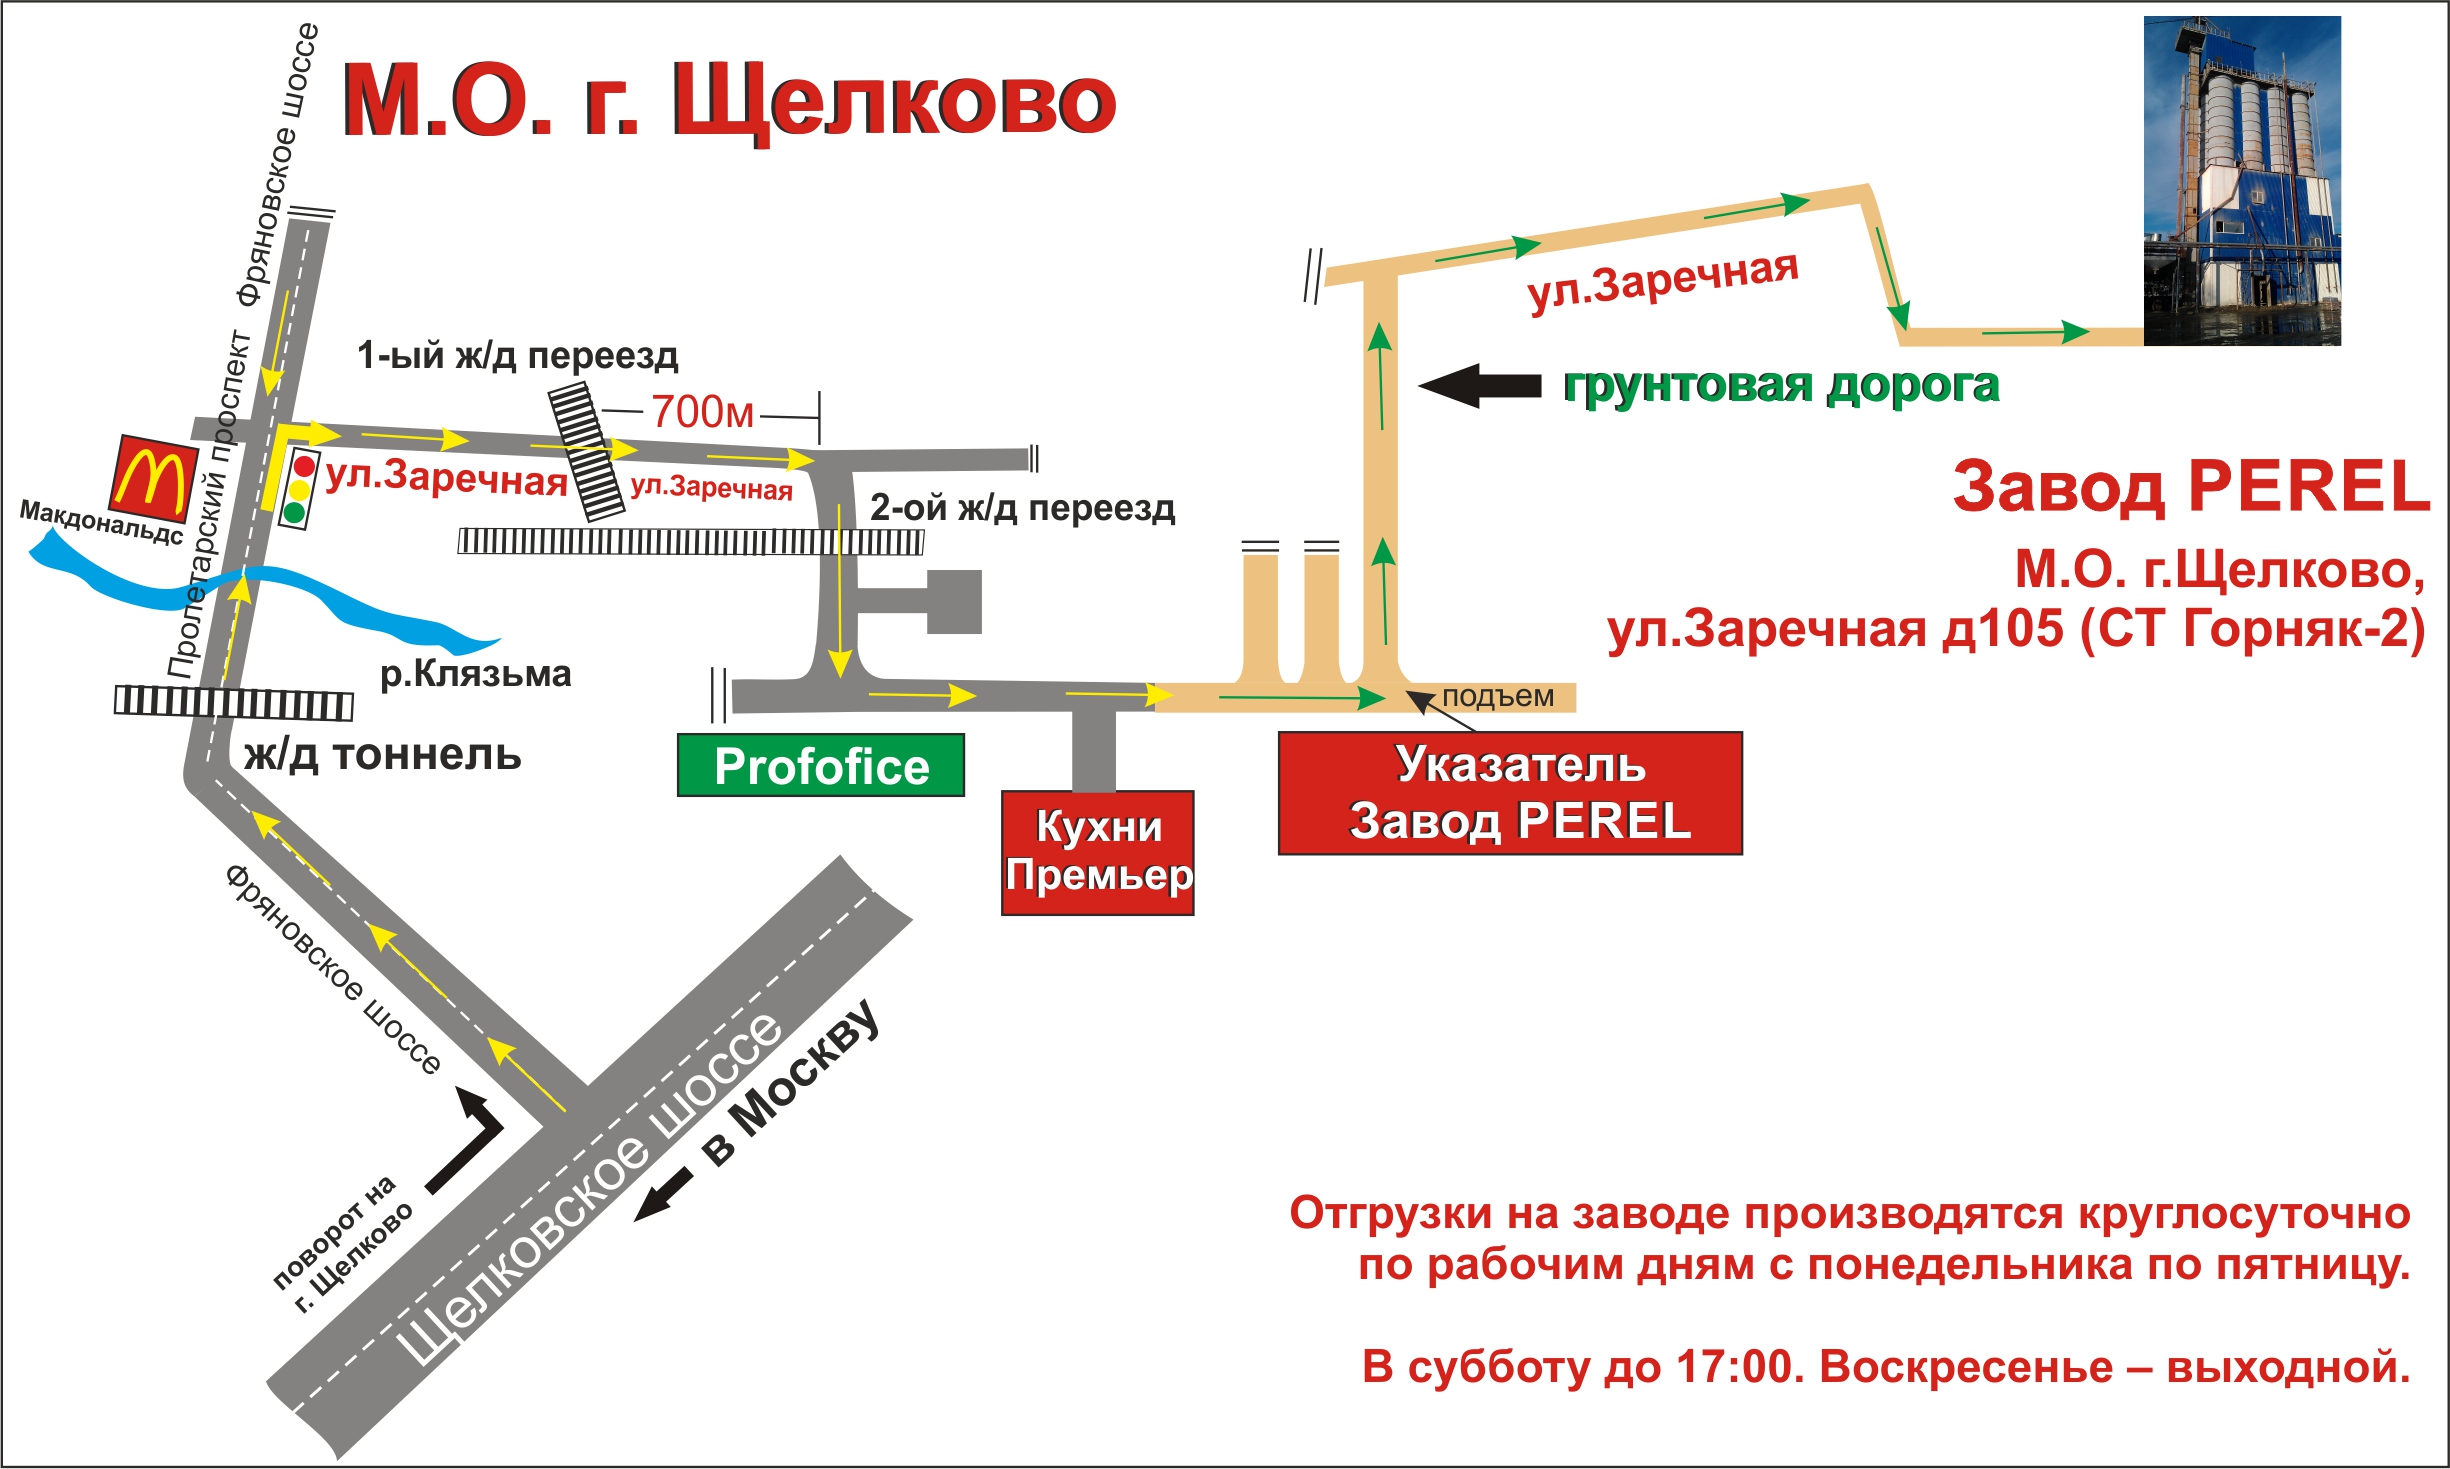 М.О. г. Щелково
Фряновское шоссе
1-ый ж/д переезд
700м
ул.Заречная
грунтовая дорога
Пролетарский проспект
ул.Заречная
ул.Заречная
2-ой ж/д переезд
Макдональдс
Завод PEREL
М.О. г.Щелково,
ул.Заречная д105 (СТ Горняк-2)
р.Клязьма
подъем
ж/д тоннель
Profofice
Указатель
Завод PEREL
Кухни
Премьер
Фряновское шоссе
Щелковское шоссе
в Москву
поворот на
г. Щелково
Отгрузки на заводе производятся круглосуточно
по рабочим дням с понедельника по пятницу.
В субботу до 17:00. Воскресенье – выходной.